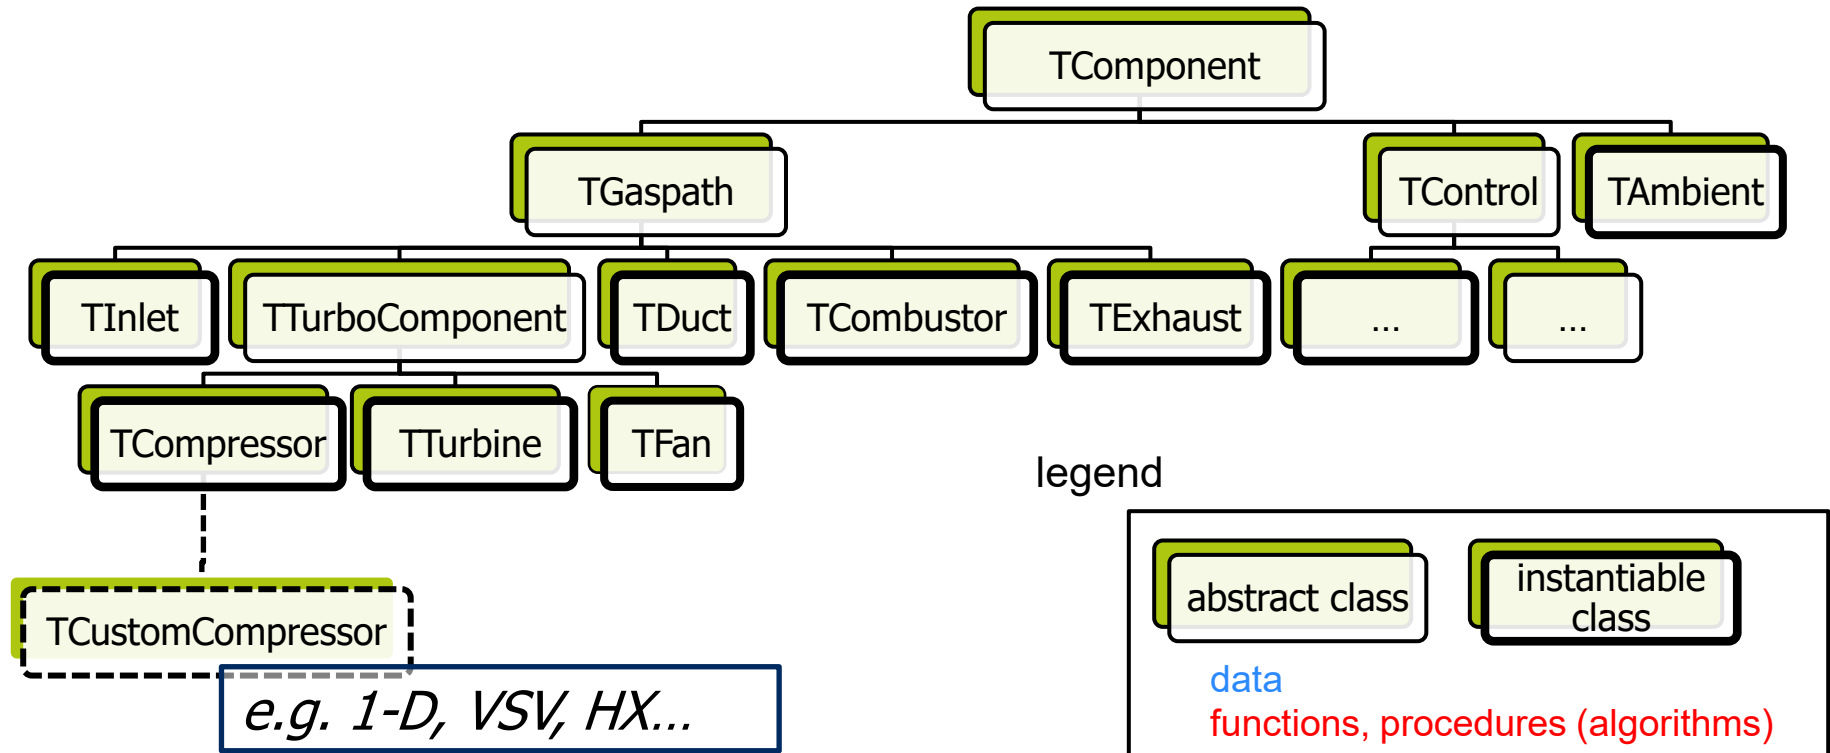 TComponent
TGaspath
TControl
TAmbient
TInlet
TTurboComponent
TDuct
TCombustor
TExhaust
...
...
TCompressor
TTurbine
TFan
legend
abstract class
instantiable
class
TCustomCompressor
data
e.g. 1-D, VSV, HX...
functions, procedures (algorithms)